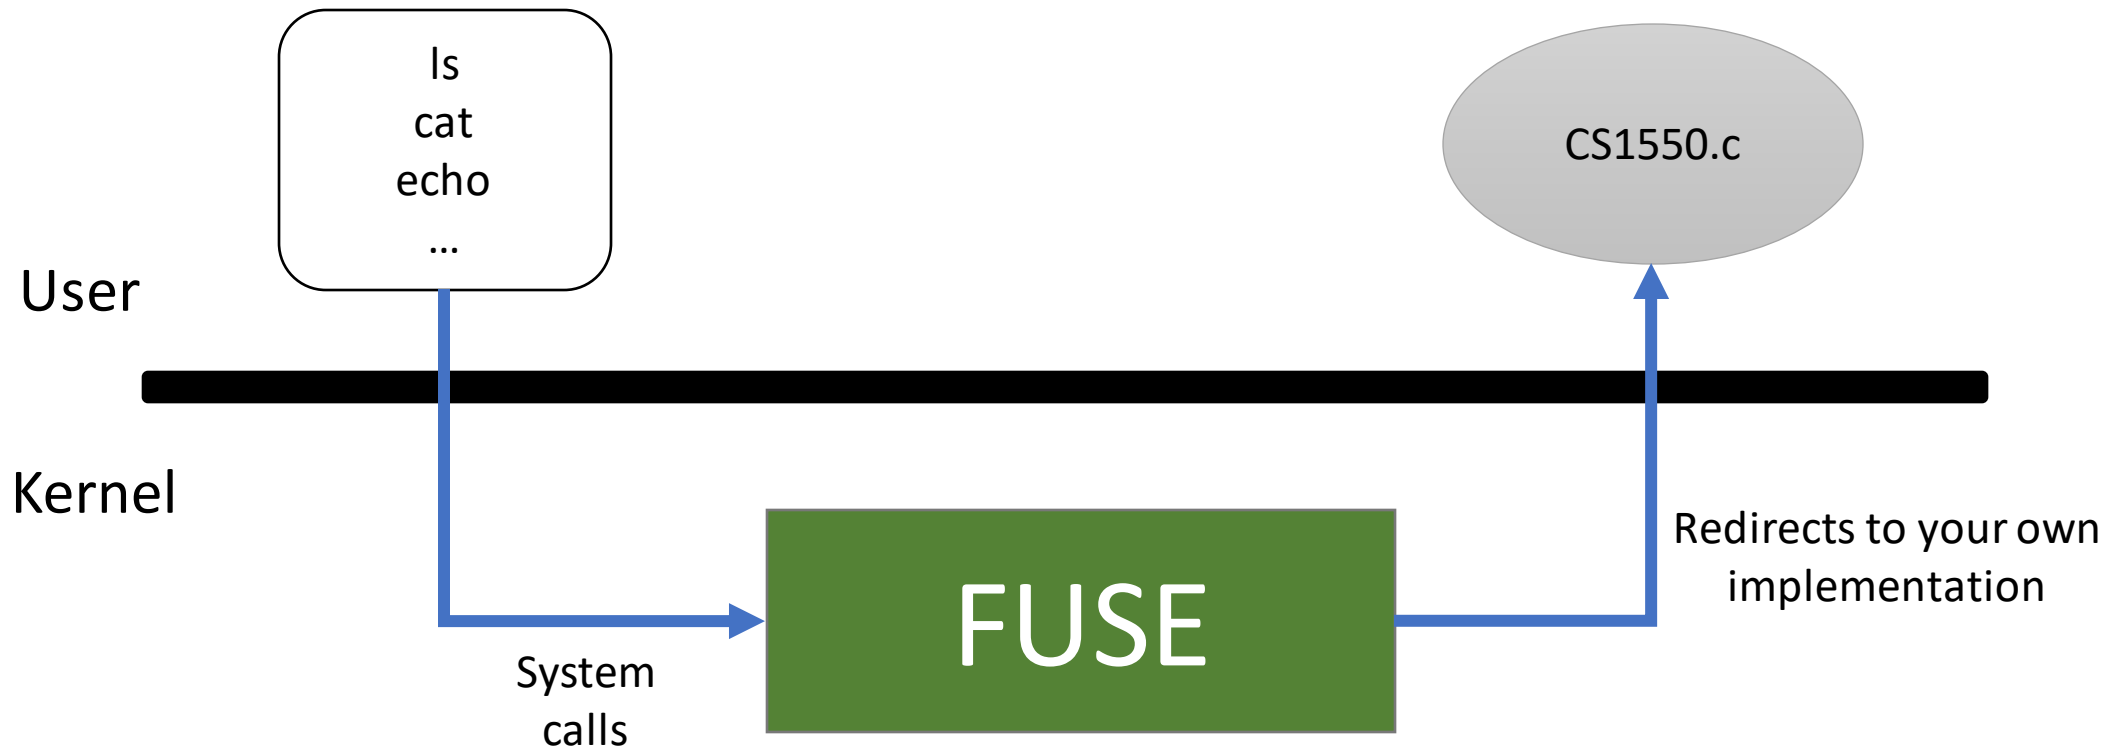 ls
cat
echo
...
CS1550.c
User
Kernel
FUSE
System
calls
Redirects to your own
implementation